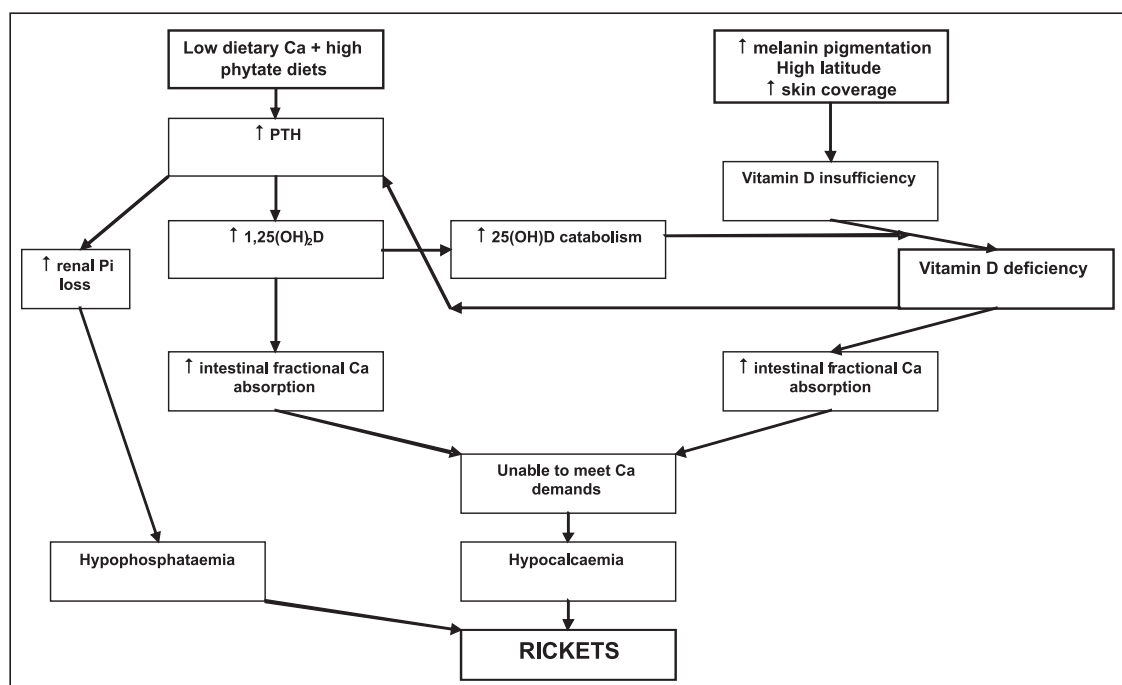 Low dietary Ca + high
phytate diets
↑ melanin pigmentation
High latitude
↑ skin coverage
↑ PTH
Vitamin D insufficiency
↑ 1,25(OH)₂D
↑ 25(OH)D catabolism
↑ renal Pi
loss
Vitamin D deficiency
↑ intestinal fractional Ca
absorption
↑ intestinal fractional Ca
absorption
Unable to meet Ca
demands
Hypophosphataemia
Hypocalcaemia
RICKETS